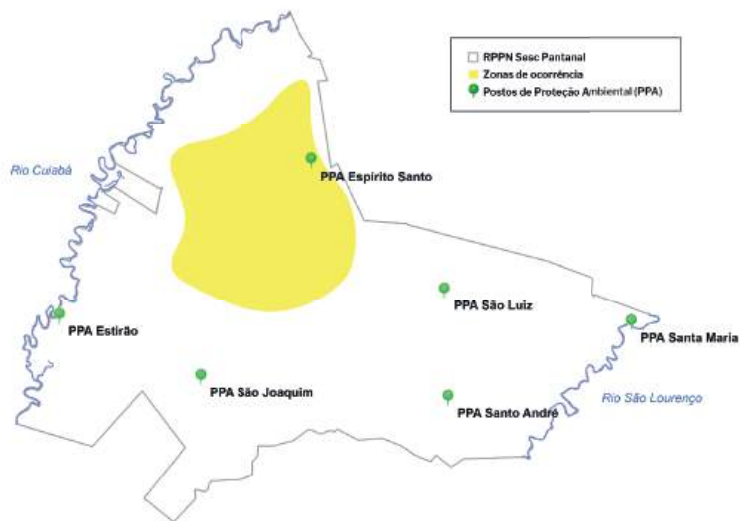 RPPN Sesc Pantanal
Zonas de ocorrência
Postos de Proteção Ambiental (PPA)
Rio Cuiabá
PPA Espírito Santo
PPA São Luiz
PPA Estirão
PPA Santa Maria
PPA São Joaquim
Rio São Lourenço
PPA Santo André